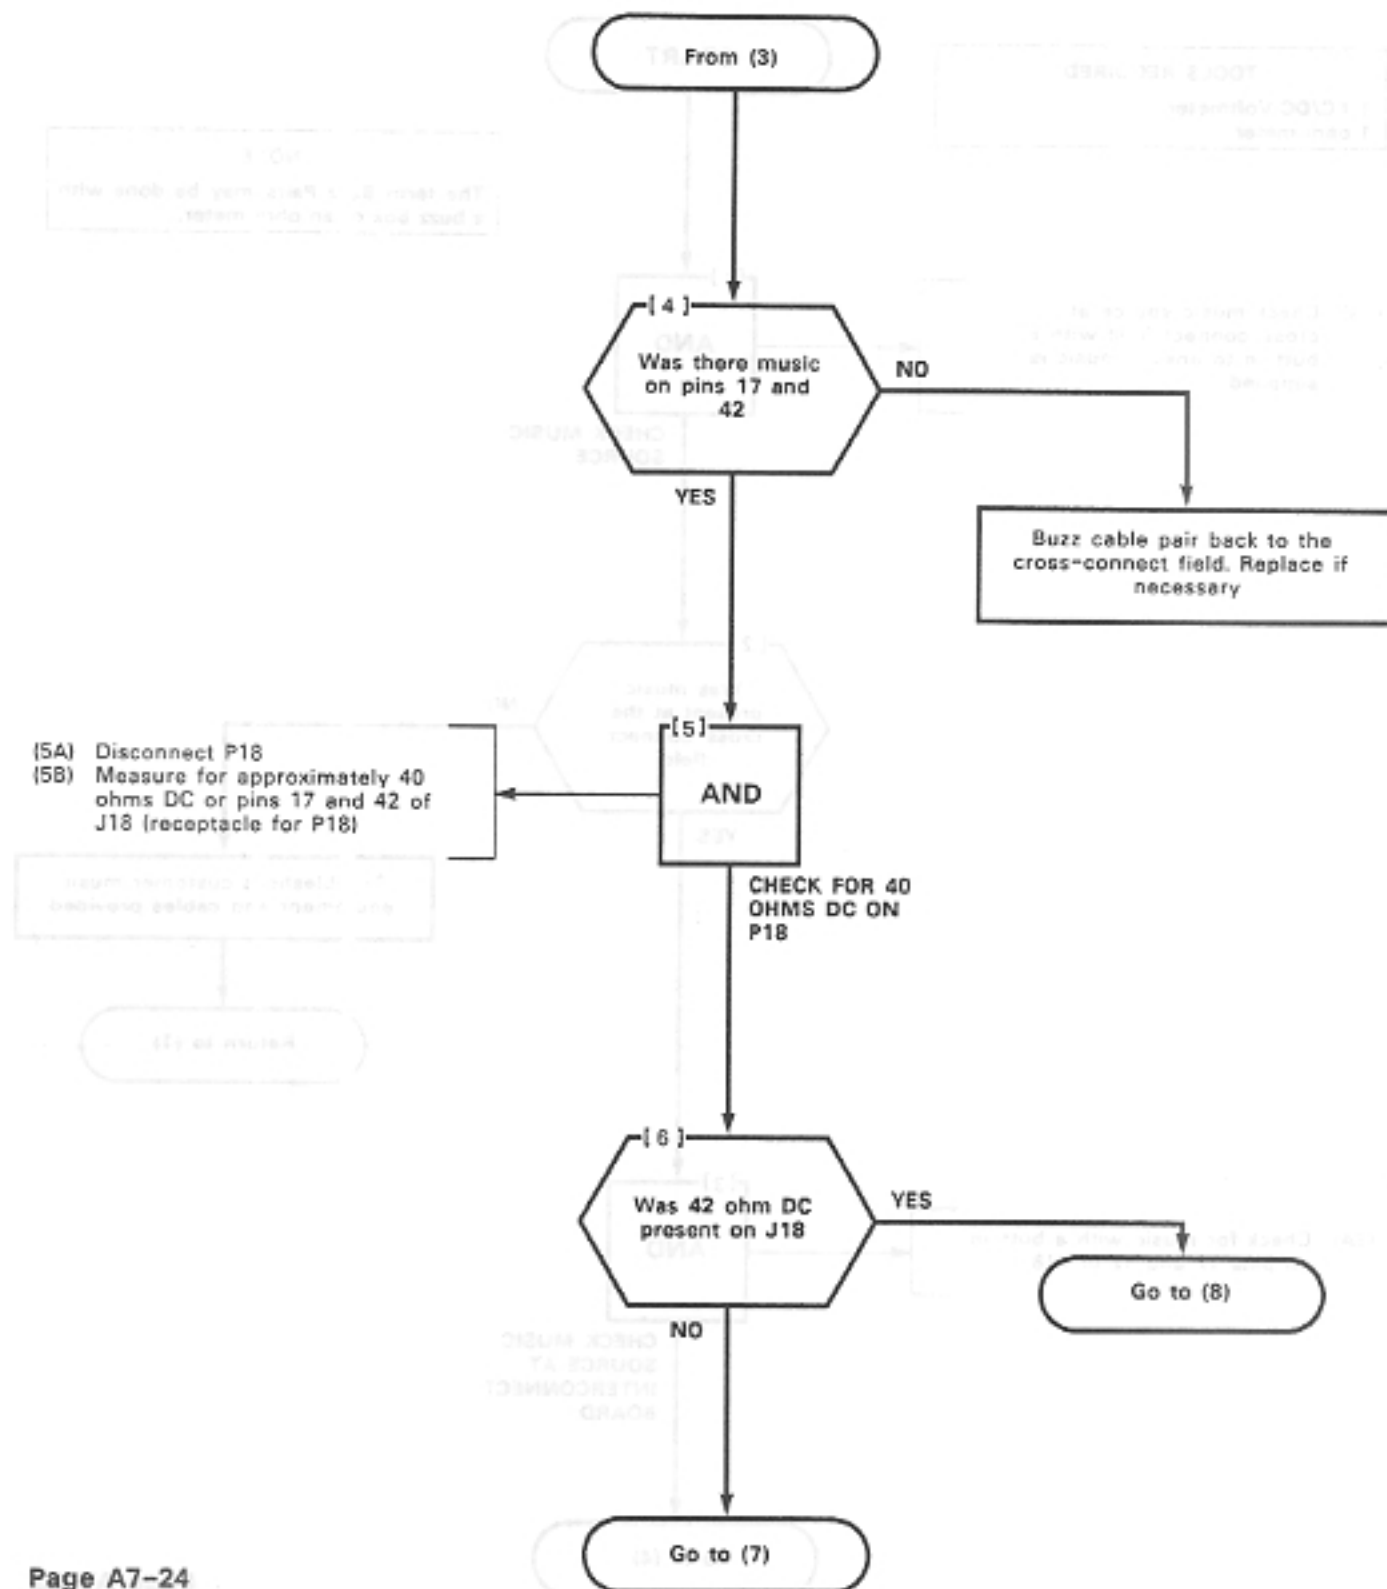 From (3)
[4]
Was there music
on pins 17 and
42
NO
YES
Buzz cable pair back to the
cross-connect field. Replace if
necessary
[5]
AND
(5A) Disconnect P18
(5B) Measure for approximately 40
ohms DC or pins 17 and 42 of
J18 (receptacle for P18)
CHECK FOR 40
OHMS DC ON
P18
[6]
Was 42 ohm DC
present on J18
YES
Go to (8)
NO
Go to (7)
Page A7-24